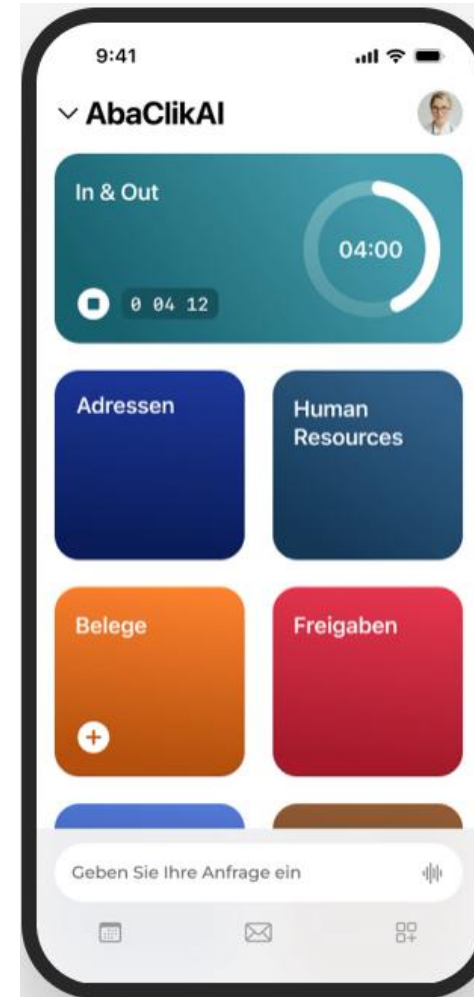 9:41
AbaClikAI
In & Out
04:00
0 04 12
Adressen
Human
Resources
Belege
Freigaben
Geben Sie Ihre Anfrage ein